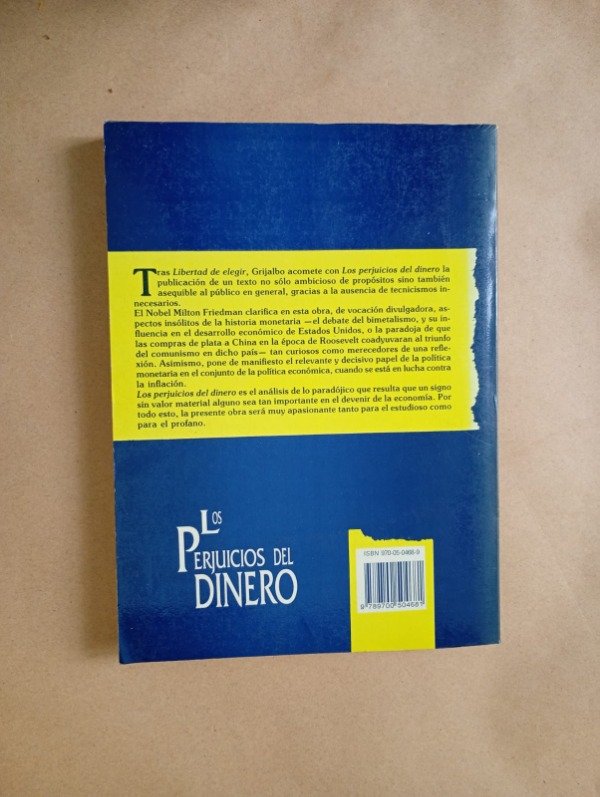 Tras Libertad de elegir, Grijalbo acomete con Los perjuicios del dinero la
publicación de un texto no sólo ambicioso de propósitos sino también
asequible al público en general, gracias a la ausencia de tecnicismos in-
necesarios.
El Nobel Milton Friedman clarifica en esta obra, de vocación divulgadora, as-
pectos insólitos de la historia monetaria —el debate del bimetalismo, y su in-
fluencia en el desarrollo económico de Estados Unidos, o la paradoja de que
las compras de plata a China en la época de Roosevelt coadyuvaran al triunfo
del comunismo en dicho país— tan curiosos como merecedores de una refle-
xión. Asimismo, pone de manifiesto el relevante y decisivo papel de la política
monetaria en el conjunto de la política económica, cuando se está en lucha contra
la inflación.
Los perjuicios del dinero es el análisis de lo paradójico que resulta que un signo
sin valor material alguno sea tan importante en el devenir de la economía. Por
todo esto, la presente obra será muy apasionante tanto para el estudioso como
para el profano.
LOS
PERJUICIOS DEL
DINERO
ISBN 970-05-0468-9
9 789700 504681